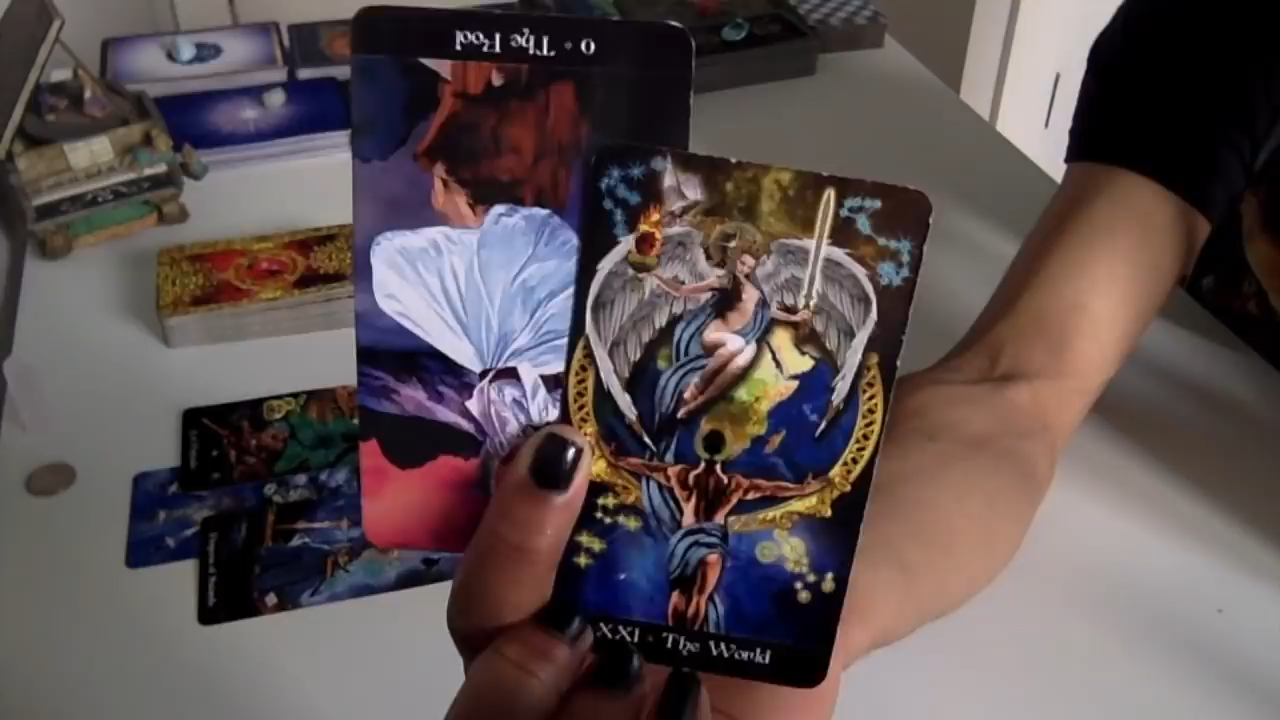 0 • The Fool
XXI • The World